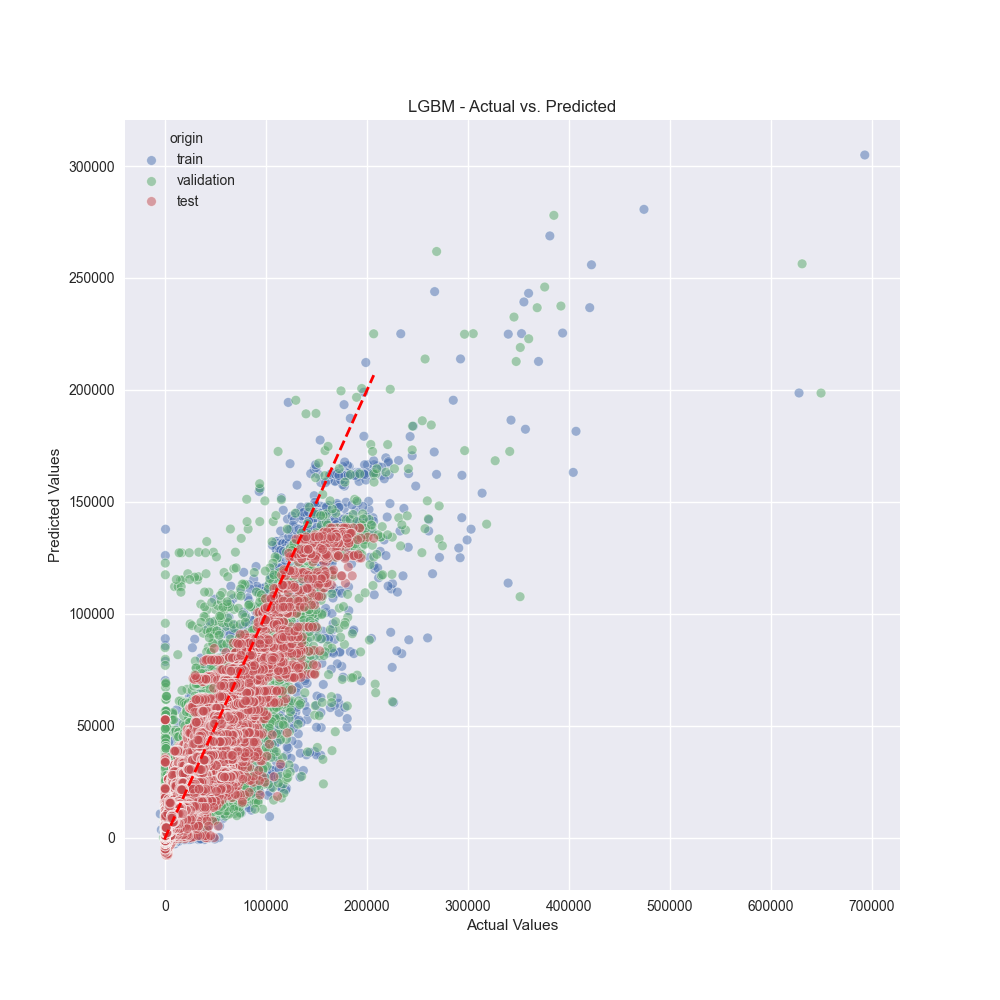 LGBM - Actual vs. Predicted
origin
train
validation
test
300000
250000
200000
150000
100000
50000
0
Predicted Values
0 100000 200000 300000 400000 500000 600000 700000
Actual Values